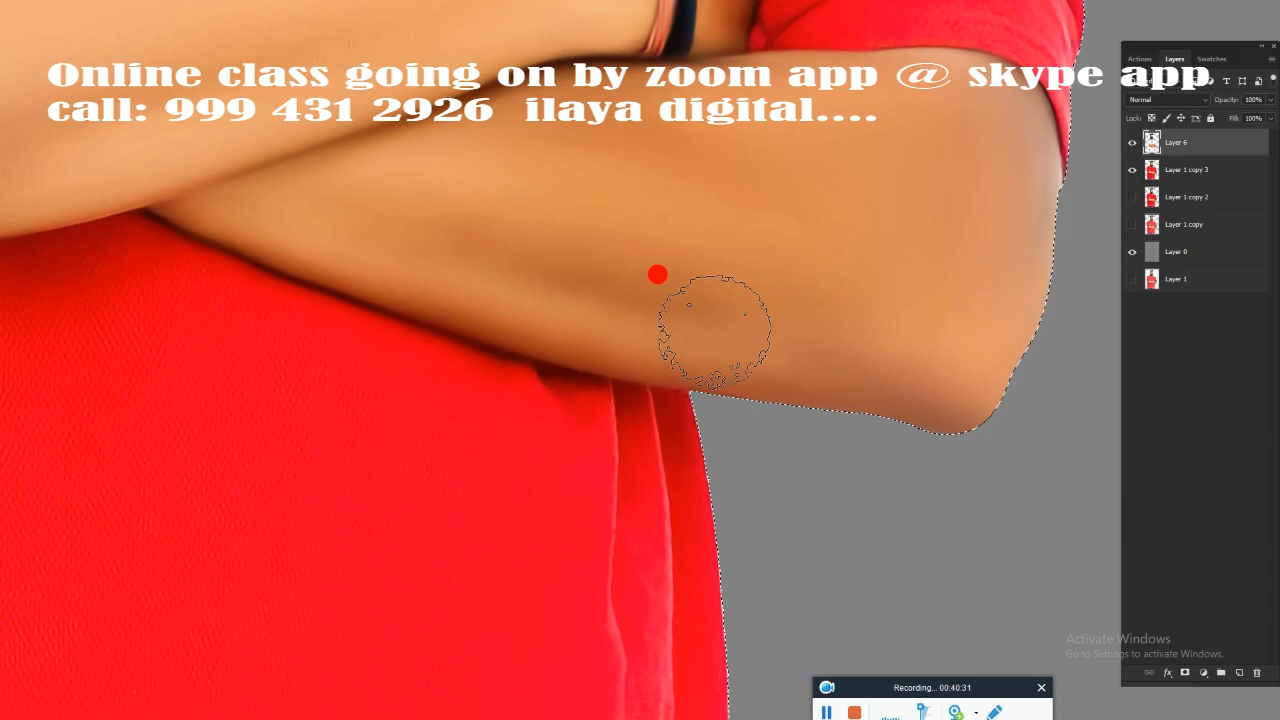 Online class going on by zoom app @ skype app
call: 999 431 2926 ilaya digital....
Actions Layers Swatches
Normal Opacity: 100%
Lock: Fill: 100%
Layer 6
Layer 1 copy 3
Layer 1 copy 2
Layer 1 copy
Layer 0
Layer 1
Activate Windows
Go to Settings to activate Windows.
Recording... 00:40:31